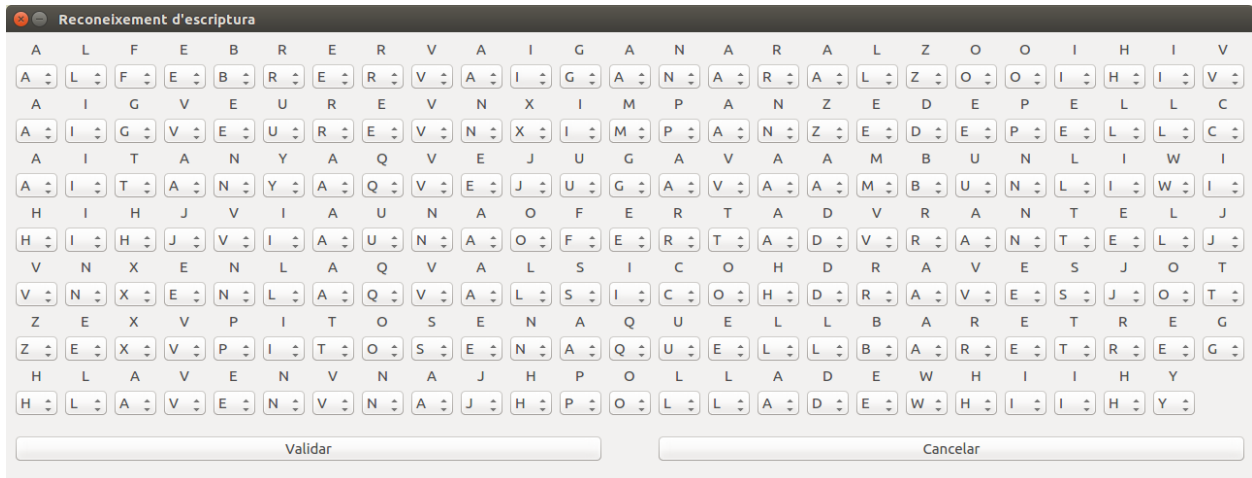 Reconeixement d'escriptura
A L F E B R E R V A I G A N A R A L Z O O I H I V
A L F E B R E R V A I G A N A R A L Z O O I H I V
A I G V E U R E V N X I M P A N Z E D E P E L L C
A I G V E U R E V N X I M P A N Z E D E P E L L C
A I T A N Y A Q V E J U G A V A A M B U N L I W I
A I T A N Y A Q V E J U G A V A A M B U N L I W I
H I H J V I A U N A O F E R T A D V R A N T E L J
H I H J V I A U N A O F E R T A D V R A N T E L J
V N X E N L A Q V A L S I C O H D R A V E S J O T
V N X E N L A Q V A L S I C O H D R A V E S J O T
Z E X V P I T O S E N A Q U E L L B A R E T R E G
Z E X V P I T O S E N A Q U E L L B A R E T R E G
H L A V E N V N A J H P O L L A D E W H I I H Y
H L A V E N V N A J H P O L L A D E W H I I H Y
Validar Cancelar